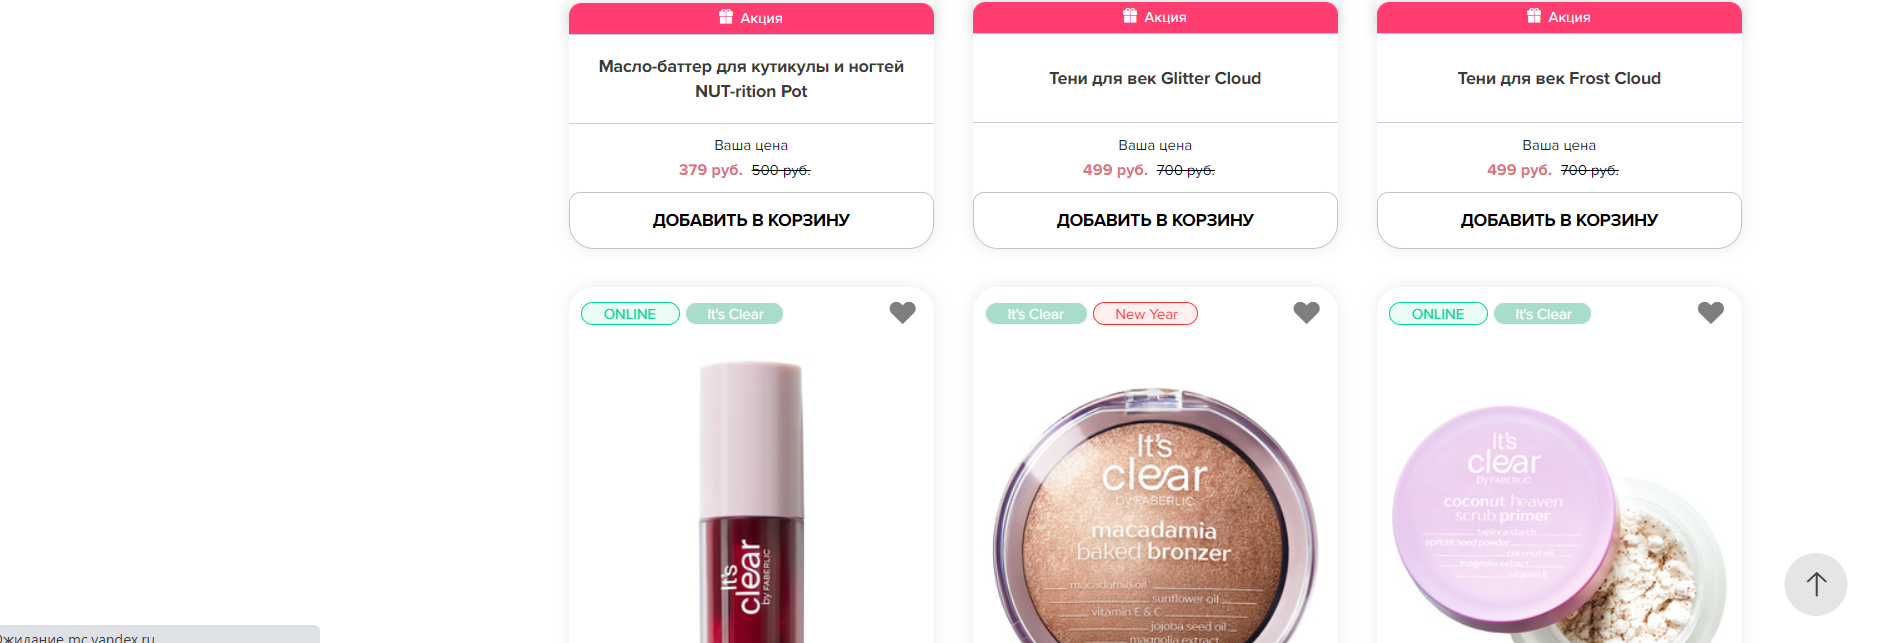 Акция
Масло-баттер для кутикулы и ногтей
NUT-rition Pot
Ваша цена
379 руб. 500 руб.
ДОБАВИТЬ В КОРЗИНУ
Акция
Тени для век Glitter Cloud
Ваша цена
499 руб. 700 руб.
ДОБАВИТЬ В КОРЗИНУ
Акция
Тени для век Frost Cloud
Ваша цена
499 руб. 700 руб.
ДОБАВИТЬ В КОРЗИНУ
ONLINE It's Clear
It's
clear
by FABERLIC
It's Clear New Year
It's
clear
by FABERLIC
macadamia
baked bronzer
macadamia oil
sunflower oil
vitamin E & C
jojoba seed oil
magnolia extract
ONLINE It's Clear
It's
clear
by FABERLIC
coconut heaven
scrub primer
tapioca starch
apricot seed powder
coconut oil
magnolia extract
vitamin E
Ожидание mc.yandex.ru